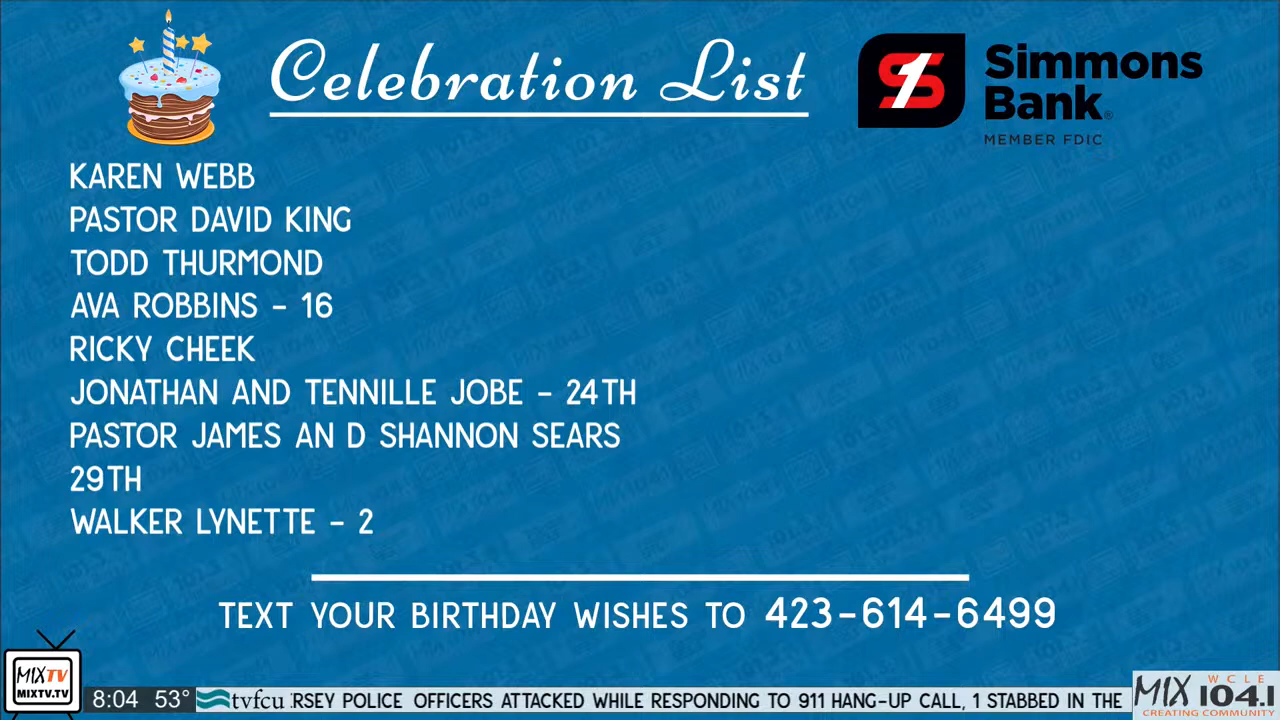 Celebration List
Simmons
Bank®
MEMBER FDIC
KAREN WEBB
PASTOR DAVID KING
TODD THURMOND
AVA ROBBINS - 16
RICKY CHEEK
JONATHAN AND TENNILLE JOBE - 24TH
PASTOR JAMES AN D SHANNON SEARS
29TH
WALKER LYNETTE - 2
TEXT YOUR BIRTHDAY WISHES TO 423-614-6499
MIXTV
MIXTV.TV
8:04 53°
tvfcu
RSEY POLICE OFFICERS ATTACKED WHILE RESPONDING TO 911 HANG-UP CALL, 1 STABBED IN THE
WCLE
MIX 104.1
CREATING COMMUNITY